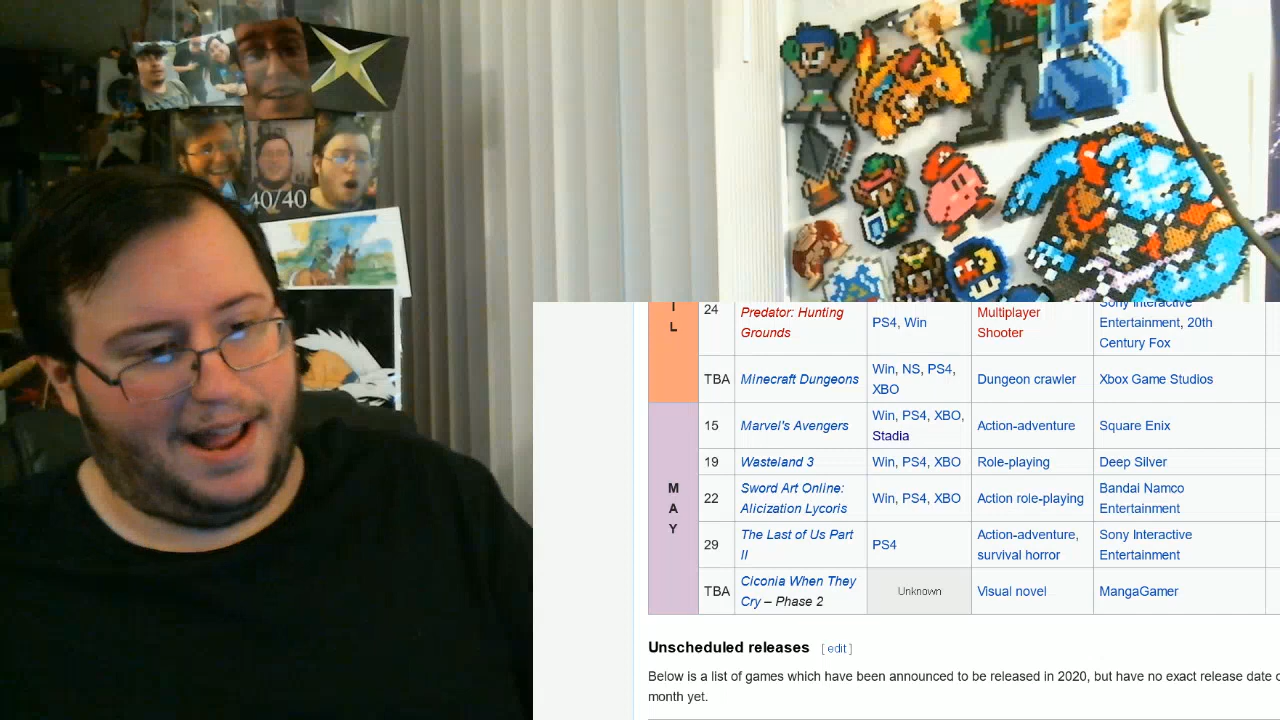 40/40
I
L
24
Predator: Hunting
Grounds
PS4, Win
Multiplayer
Shooter
Sony Interactive
Entertainment, 20th
Century Fox
TBA
Minecraft Dungeons
Win, NS, PS4,
XBO
Dungeon crawler
Xbox Game Studios
M
A
Y
15
Marvel's Avengers
Win, PS4, XBO,
Stadia
Action-adventure
Square Enix
19
Wasteland 3
Win, PS4, XBO
Role-playing
Deep Silver
22
Sword Art Online:
Alicization Lycoris
Win, PS4, XBO
Action role-playing
Bandai Namco
Entertainment
29
The Last of Us Part
II
PS4
Action-adventure,
survival horror
Sony Interactive
Entertainment
TBA
Ciconia When They
Cry – Phase 2
Unknown
Visual novel
MangaGamer
Unscheduled releases [ edit ]
Below is a list of games which have been announced to be released in 2020, but have no exact release date
month yet.